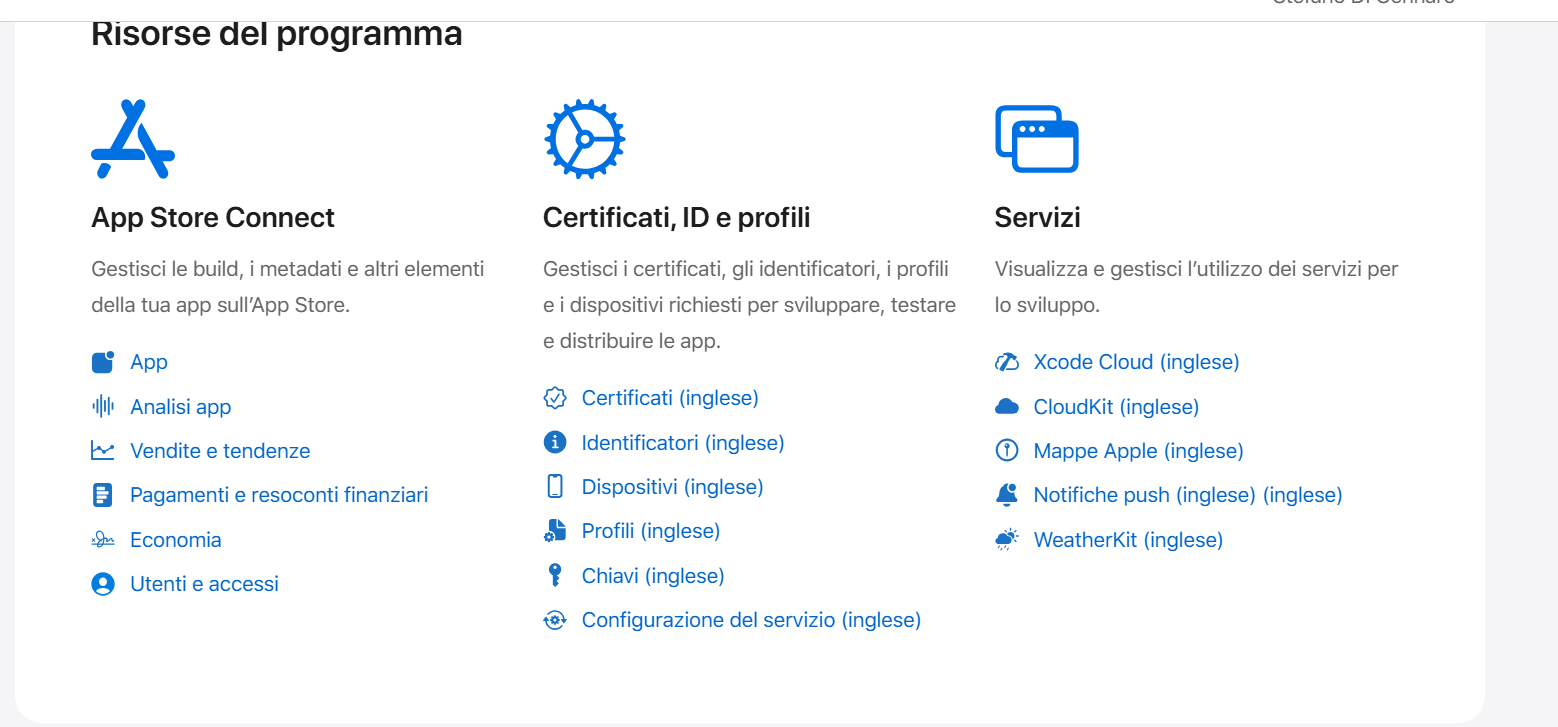 Risorse del programma
App Store Connect
Gestisci le build, i metadati e altri elementi
della tua app sull'App Store.
App
Analisi app
Vendite e tendenze
Pagamenti e resoconti finanziari
Economia
Utenti e accessi
Certificati, ID e profili
Gestisci i certificati, gli identificatori, i profili
e i dispositivi richiesti per sviluppare, testare
e distribuire le app.
Certificati (inglese)
Identificatori (inglese)
Dispositivi (inglese)
Profili (inglese)
Chiavi (inglese)
Configurazione del servizio (inglese)
Servizi
Visualizza e gestisci l'utilizzo dei servizi per
lo sviluppo.
Xcode Cloud (inglese)
CloudKit (inglese)
Mappe Apple (inglese)
Notifiche push (inglese) (inglese)
WeatherKit (inglese)